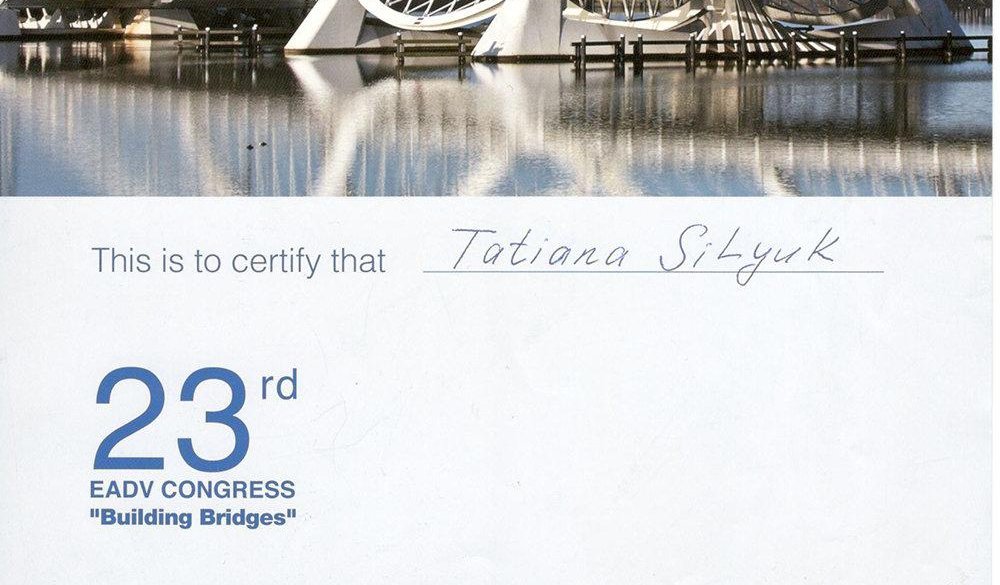 This is to certify that Tatiana SiLyuk
23rd
EADV CONGRESS
"Building Bridges"